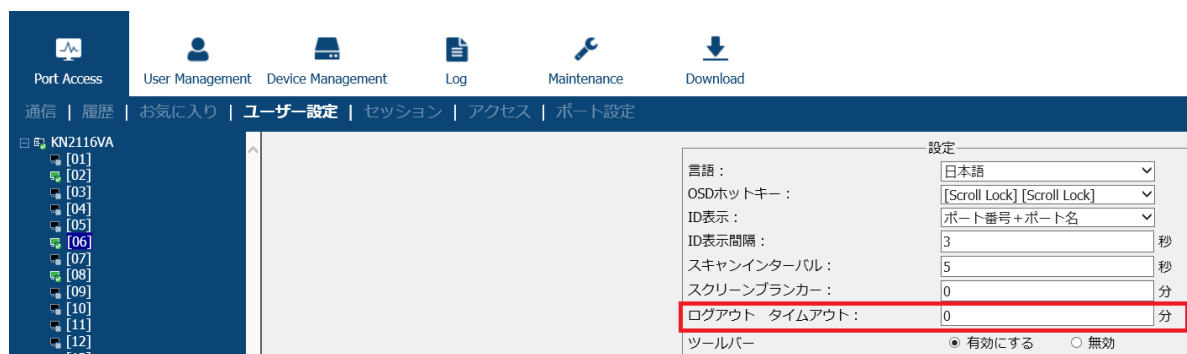 Port Access User Management Device Management Log Maintenance Download
通信 | 履歴 | お気に入り | ユーザー設定 | セッション | アクセス | ポート設定
KN2116VA
[01]
[02]
[03]
[04]
[05]
[06]
[07]
[08]
[09]
[10]
[11]
[12]
設定
言語： 日本語
OSDホットキー： [Scroll Lock] [Scroll Lock]
ID表示： ポート番号+ポート名
ID表示間隔： 3 秒
スキャンインターバル： 5 秒
スクリーンブランカー： 0 分
ログアウト　タイムアウト： 0 分
ツールバー 有効にする 無効